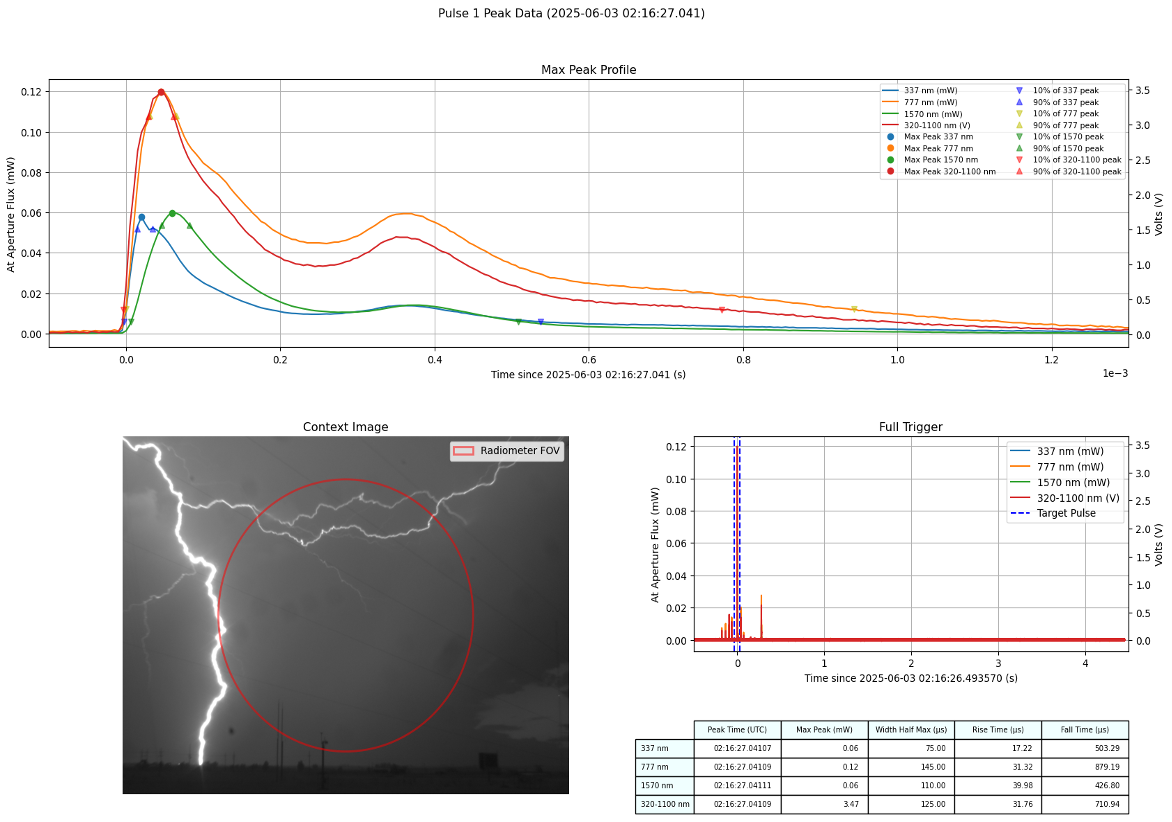 Pulse 1 Peak Data (2025-06-03 02:16:27.041)
Max Peak Profile
At Aperture Flux (mW)
0.12
0.10
0.08
0.06
0.04
0.02
0.00
3.5
3.0
2.5
2.0
1.5
1.0
0.5
0.0
Volts (V)
337 nm (mW)
777 nm (mW)
1570 nm (mW)
320-1100 nm (V)
Max Peak 337 nm
Max Peak 777 nm
Max Peak 1570 nm
Max Peak 320-1100 nm
10% of 337 peak
90% of 337 peak
10% of 777 peak
90% of 777 peak
10% of 1570 peak
90% of 1570 peak
10% of 320-1100 peak
90% of 320-1100 peak
0.0 0.2 0.4 0.6 0.8 1.0 1.2
1e−3
Time since 2025-06-03 02:16:27.041 (s)
Context Image
Radiometer FOV
Full Trigger
At Aperture Flux (mW)
0.12
0.10
0.08
0.06
0.04
0.02
0.00
3.5
3.0
2.5
2.0
1.5
1.0
0.5
0.0
Volts (V)
337 nm (mW)
777 nm (mW)
1570 nm (mW)
320-1100 nm (V)
Target Pulse
0 1 2 3 4
Time since 2025-06-03 02:16:26.493570 (s)
Peak Time (UTC) Max Peak (mW) Width Half Max (µs) Rise Time (µs) Fall Time (µs)
337 nm 02:16:27.04107 0.06 75.00 17.22 503.29
777 nm 02:16:27.04109 0.12 145.00 31.32 879.19
1570 nm 02:16:27.04111 0.06 110.00 39.98 426.80
320-1100 nm 02:16:27.04109 3.47 125.00 31.76 710.94